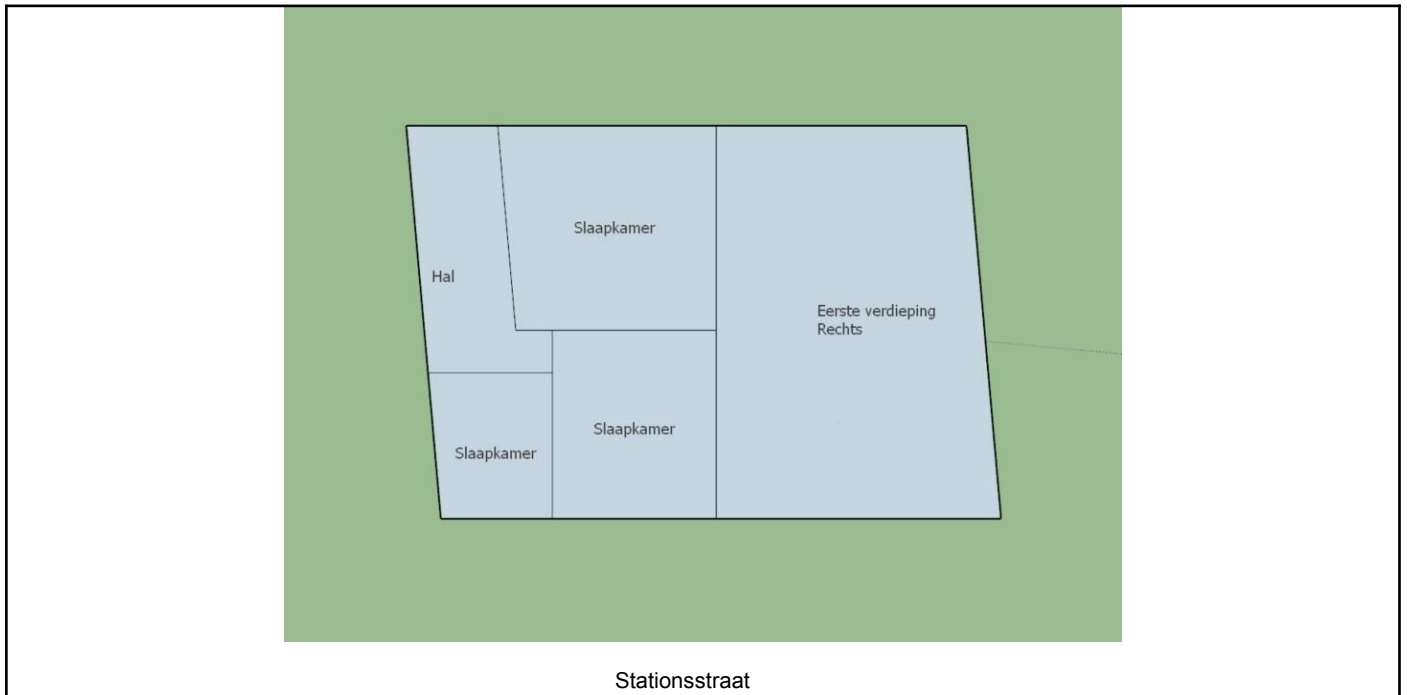 Slaapkamer
Hal
Eerste verdieping
Rechts
Slaapkamer
Slaapkamer
Stationsstraat